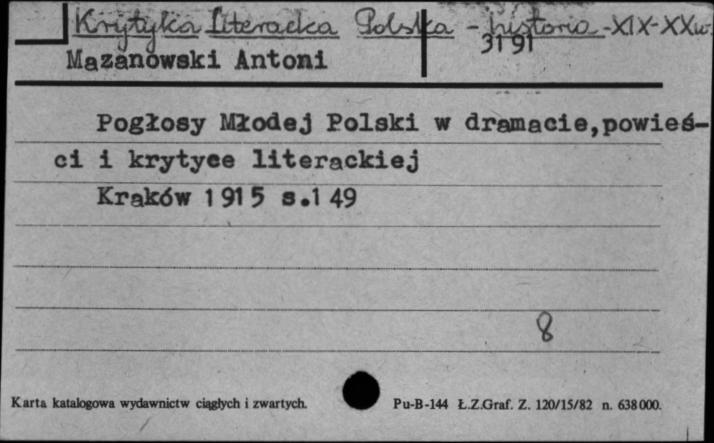 Krytyka Literacka Polska - historia - XIX-XX w.
3191
Mazanowski Antoni
Pogłosy Młodej Polski w dramacie,powieś-
ci i krytyce literackiej
Kraków 1915 s.149
8
Karta katalogowa wydawnictw ciągłych i zwartych.
Pu-B-144 Ł.Z.Graf. Z. 120/15/82 n. 638000.